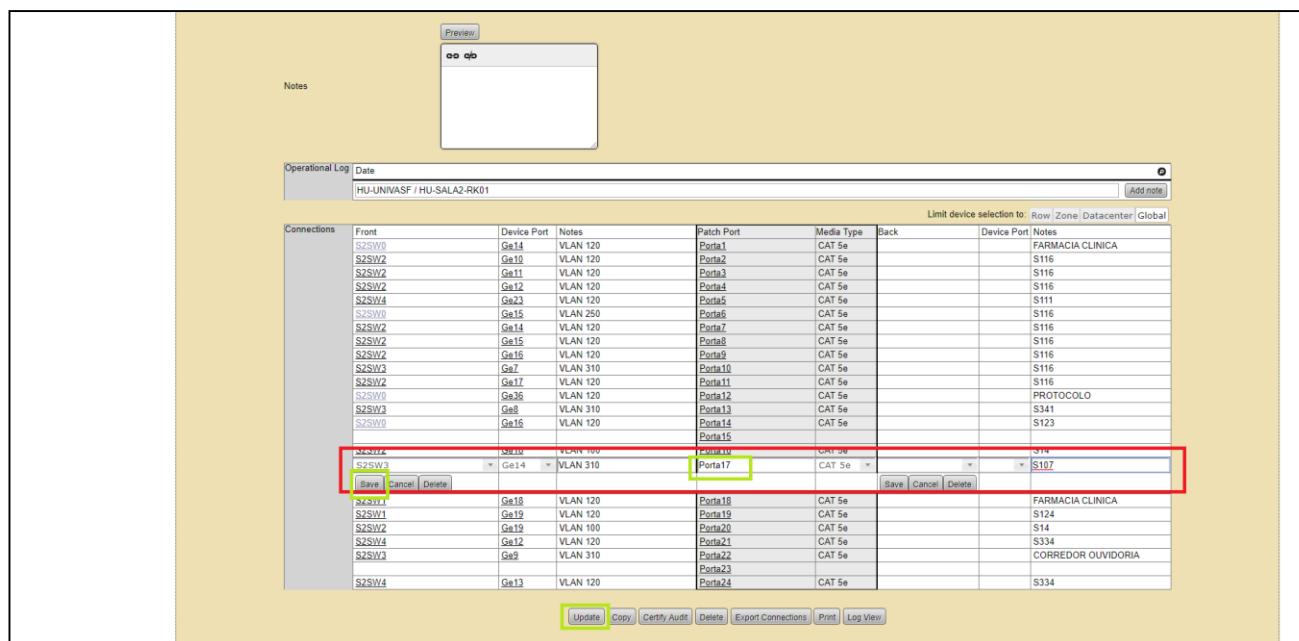 Preview
Notes
Operational Log Date
HU-UNIVASF / HU-SALA2-RK01 Add note
Limit device selection to: Row Zone Datacenter Global
Connections Front Device Port Notes Patch Port Media Type Back Device Port Notes
S2SW0 Ge14 VLAN 120 Porta1 CAT 5e FARMACIA CLINICA
S2SW2 Ge10 VLAN 120 Porta2 CAT 5e S116
S2SW2 Ge11 VLAN 120 Porta3 CAT 5e S116
S2SW2 Ge12 VLAN 120 Porta4 CAT 5e S116
S2SW4 Ge23 VLAN 120 Porta5 CAT 5e S111
S2SW0 Ge15 VLAN 250 Porta6 CAT 5e S116
S2SW2 Ge14 VLAN 120 Porta7 CAT 5e S116
S2SW2 Ge15 VLAN 120 Porta8 CAT 5e S116
S2SW2 Ge16 VLAN 120 Porta9 CAT 5e S116
S2SW3 Ge7 VLAN 310 Porta10 CAT 5e S116
S2SW2 Ge17 VLAN 120 Porta11 CAT 5e S116
S2SW0 Ge36 VLAN 120 Porta12 CAT 5e PROTOCOLO
S2SW3 Ge8 VLAN 310 Porta13 CAT 5e S341
S2SW0 Ge16 VLAN 120 Porta14 CAT 5e S123
Porta15
S2SW2 VLAN 100 Porta16 CAT 5e S14
S2SW3 Ge14 VLAN 310 Porta17 CAT 5e S107
Save Cancel Delete Save Cancel Delete
S2SW1 Ge18 VLAN 120 Porta18 CAT 5e FARMACIA CLINICA
S2SW1 Ge19 VLAN 120 Porta19 CAT 5e S124
S2SW2 Ge19 VLAN 100 Porta20 CAT 5e S14
S2SW4 Ge12 VLAN 120 Porta21 CAT 5e S334
S2SW3 Ge9 VLAN 310 Porta22 CAT 5e CORREDOR OUVIDORIA
Porta23
S2SW4 Ge13 VLAN 120 Porta24 CAT 5e S334
Update Copy Certify Audit Delete Export Connections Print Log View